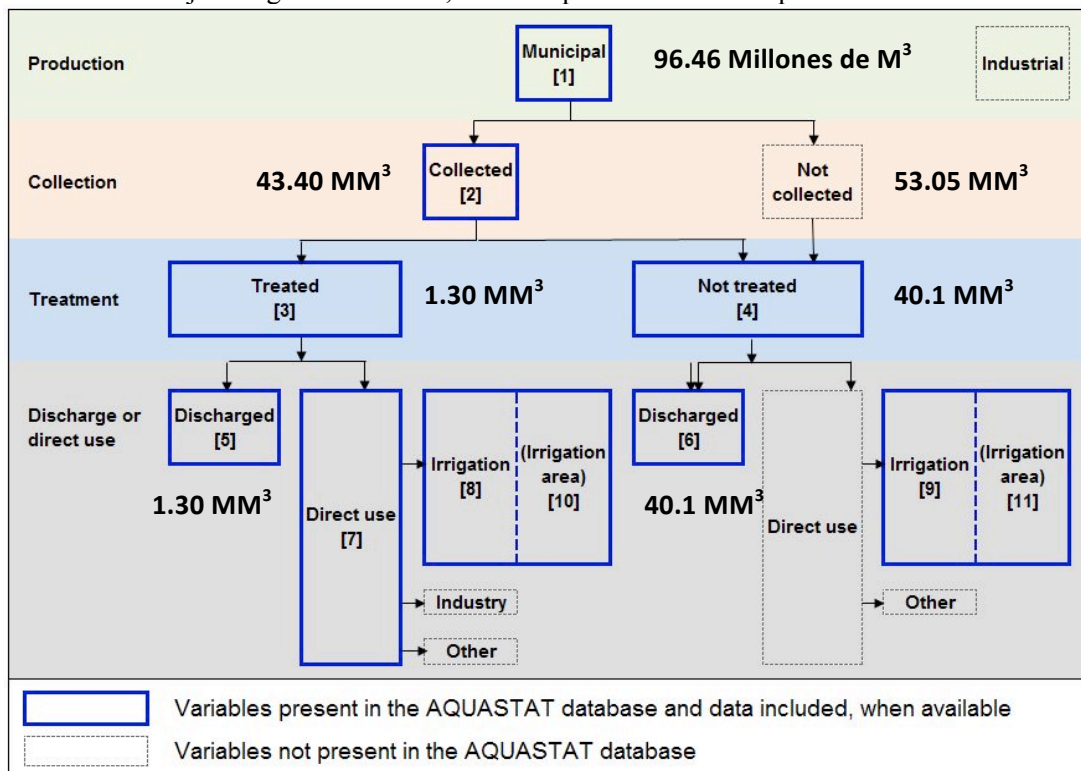 Production
Municipal
[1]
96.46 Millones de M³
Industrial
Collection
43.40 MM³
Collected
[2]
Not
collected
53.05 MM³
Treatment
Treated
[3]
1.30 MM³
Not treated
[4]
40.1 MM³
Discharge or
direct use
Discharged
[5]
1.30 MM³
Direct use
[7]
Irrigation
[8]
(Irrigation
area)
[10]
Industry
Other
Discharged
[6]
40.1 MM³
Direct use
Irrigation
[9]
(Irrigation
area)
[11]
Other
Variables present in the AQUASTAT database and data included, when available
Variables not present in the AQUASTAT database